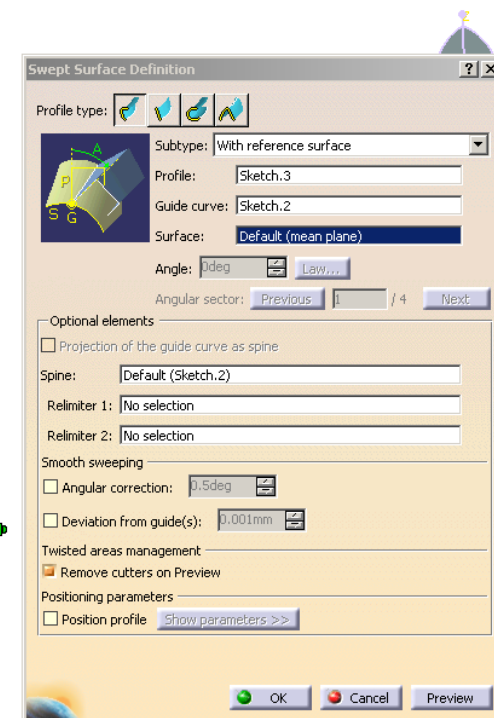 z
Swept Surface Definition ? X
Profile type:
A
P
S G
Subtype: With reference surface
Profile: Sketch.3
Guide curve: Sketch.2
Surface: Default (mean plane)
Angle: 0deg Law...
Angular sector: Previous 1 / 4 Next
Optional elements
Projection of the guide curve as spine
Spine: Default (Sketch.2)
Relimiter 1: No selection
Relimiter 2: No selection
Smooth sweeping
Angular correction: 0.5deg
Deviation from guide(s): 0.001mm
Twisted areas management
Remove cutters on Preview
Positioning parameters
Position profile Show parameters >>
OK Cancel Preview